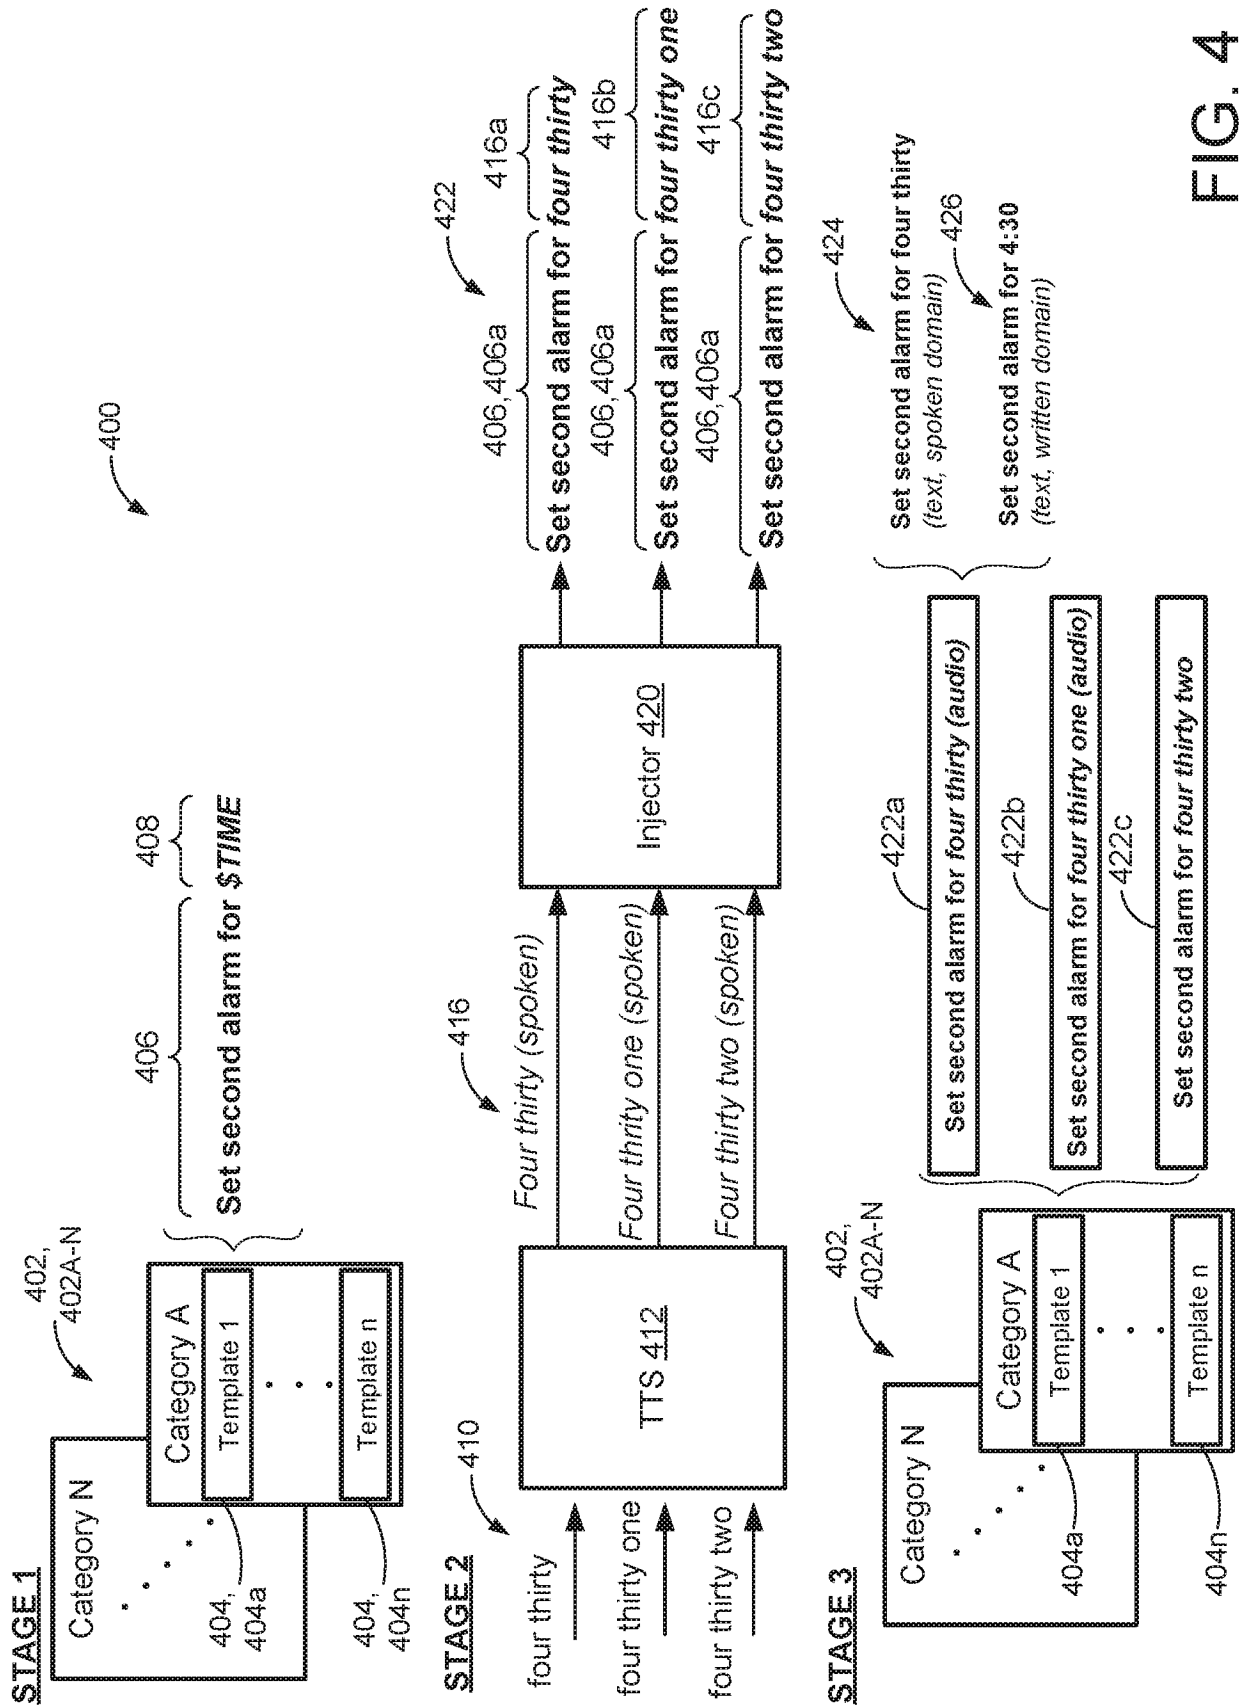 400
STAGE 1
Category N
Category A
Template 1
Template n
404,
404a
404,
404n
402,
402A-N
406
408
Set second alarm for $TIME
STAGE 2
410
four thirty
four thirty one
four thirty two
TTS 412
416
Four thirty (spoken)
Four thrity one (spoken)
Four thirty two (spoken)
Injector 420
422
406,406a
416a
Set second alarm for four thirty
406,406a
416b
Set second alarm for four thirty one
406,406a
416c
Set second alarm for four thirty two
STAGE 3
Category N
Category A
Template 1
Template n
404a
404n
402,
402A-N
422a
Set second alarm for four thirty (audio)
422b
Set second alarm for four thirty one (audio)
422c
Set second alarm for four thirty two
424
Set second alarm for four thirty
(text, spoken domain)
426
Set second alarm for 4:30
(text, written domain)
FIG. 4